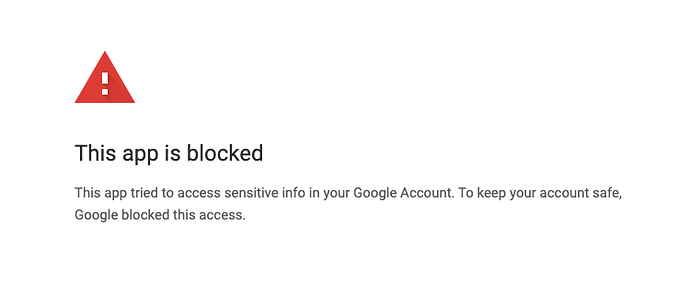 This app is blocked
This app tried to access sensitive info in your Google Account. To keep your account safe,
Google blocked this access.